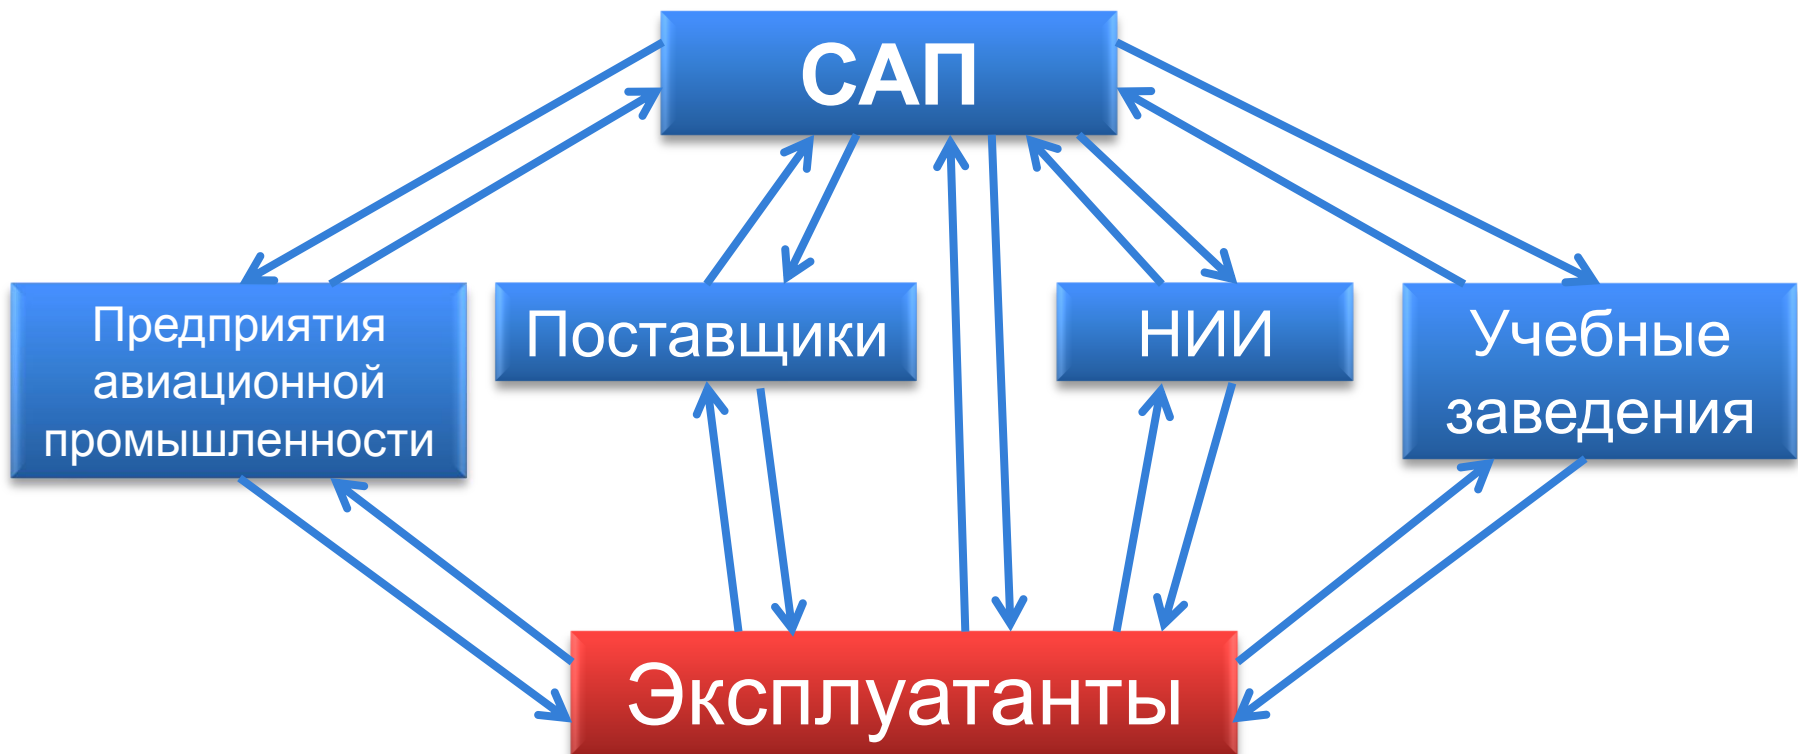 САП
Предприятия
авиационной
промышленности
Поставщики
НИИ
Учебные
заведения
Эксплуатанты